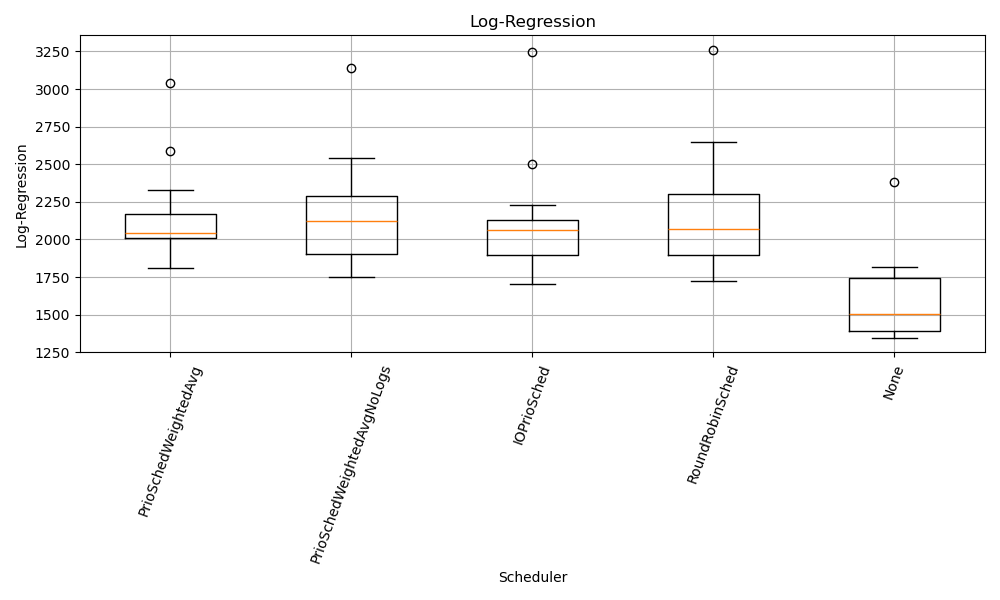 Log-Regression
Log-Regression
3250
3000
2750
2500
2250
2000
1750
1500
1250
PrioSchedWeightedAvg
PrioSchedWeightedAvgNoLogs
IOPrioSched
RoundRobinSched
None
Scheduler